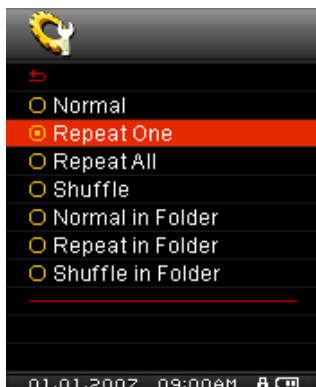 Normal
Repeat One
Repeat All
Shuffle
Normal in Folder
Repeat in Folder
Shuffle in Folder
01.01.2007 09:00AM